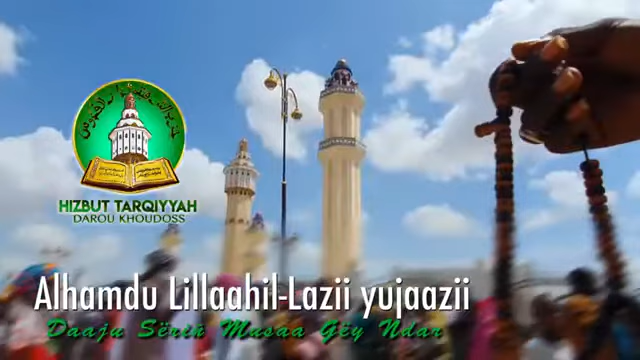 HIZBUT TARQIYYAH
DAROU KHOUDOSS
Alhamdu Lillaahil-Lazii yujaazii
Daaju Sëriñ Musaa Gëy Ndar